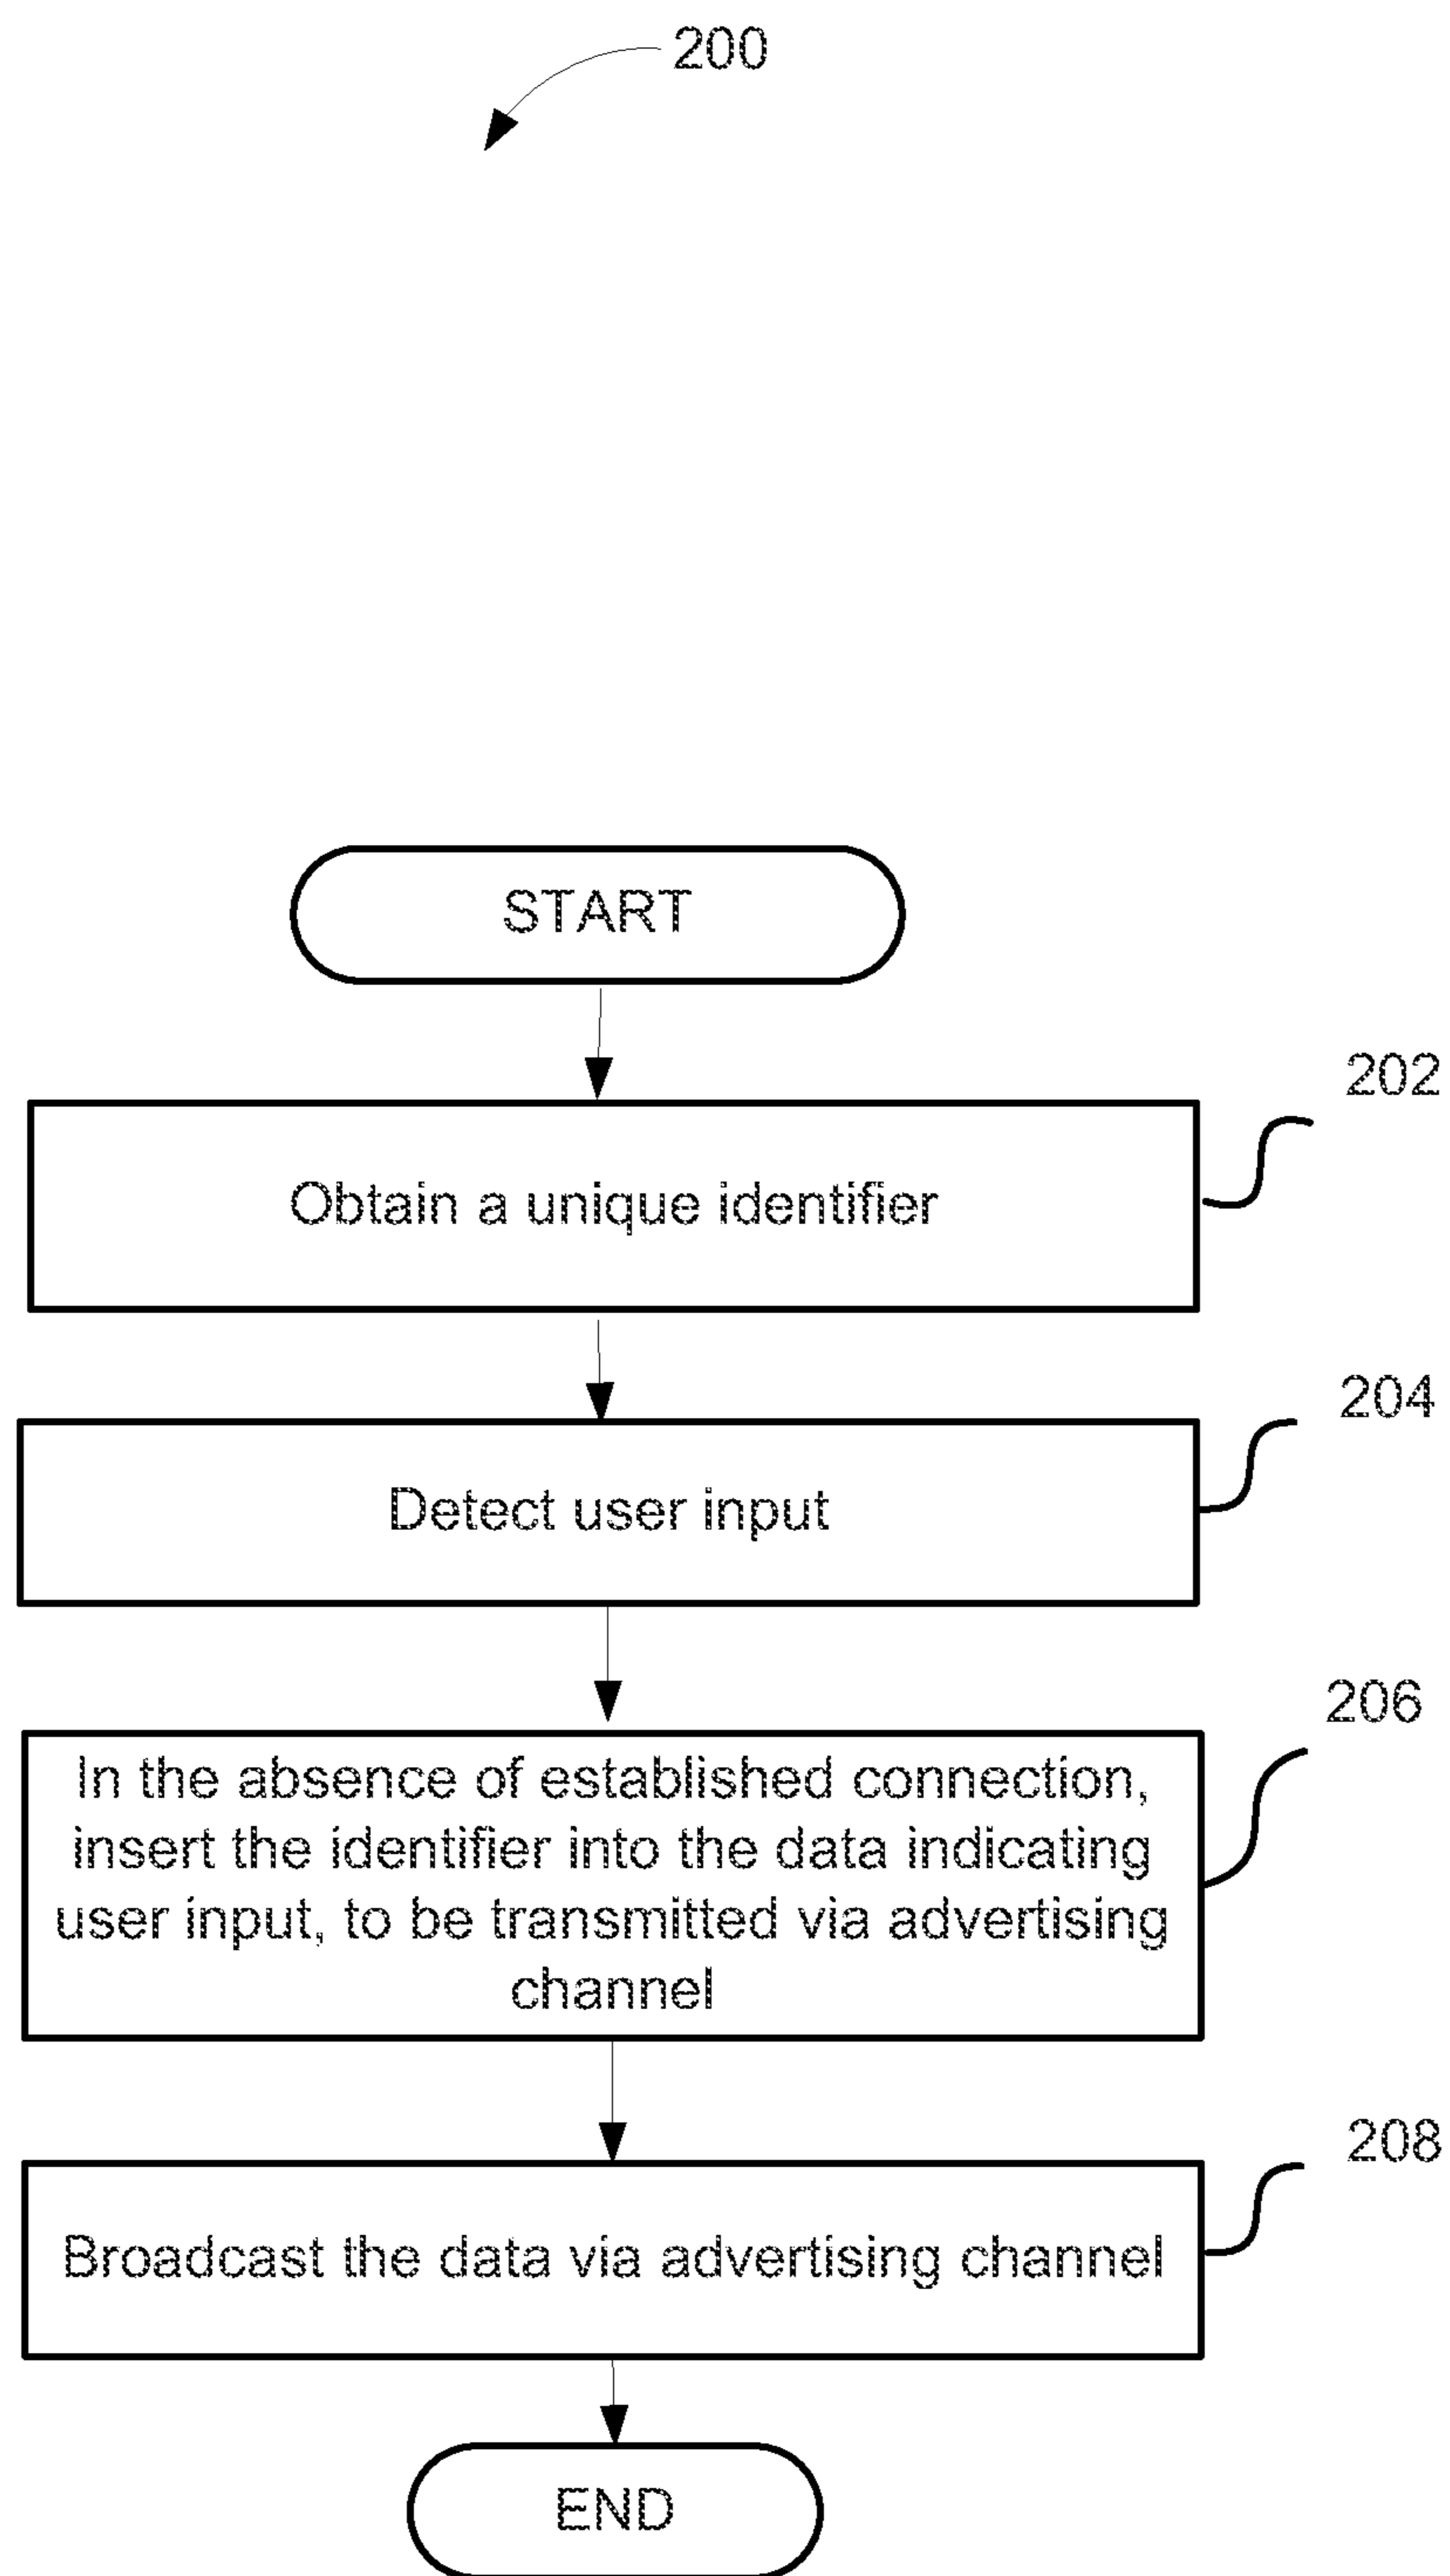 200
START
202
Obtain a unique identifier
204
Detect user input
206
In the absence of established connection,
insert the identifier into the data indicating
user input, to be transmitted via advertising
channel
208
Broadcast the data via advertising channel
END